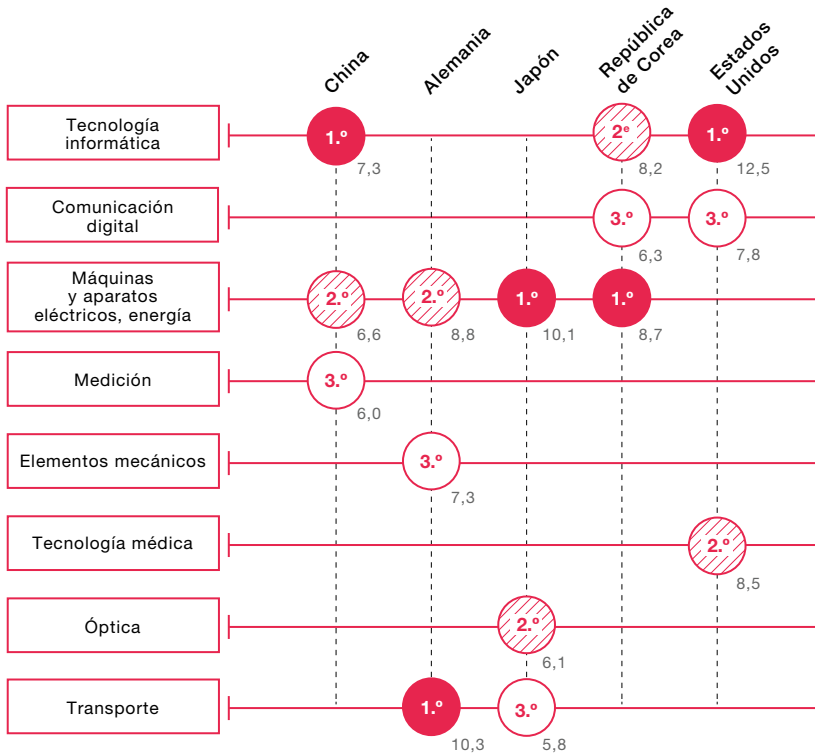 China
Alemania
Japón
República
de Corea
Estados
Unidos
Tecnología
informática
1.º
2º
1.º
7,3
8,2
12,5
Comunicación
digital
3.º
3.º
6,3
7,8
Máquinas
y aparatos
eléctricos, energía
2.º
2.º
1.º
1.º
6,6
8,8
10,1
8,7
Medición
3.º
6,0
Elementos mecánicos
3.º
7,3
Tecnología médica
2.º
8,5
Óptica
2.º
6,1
Transporte
1.º
3.º
10,3
5,8